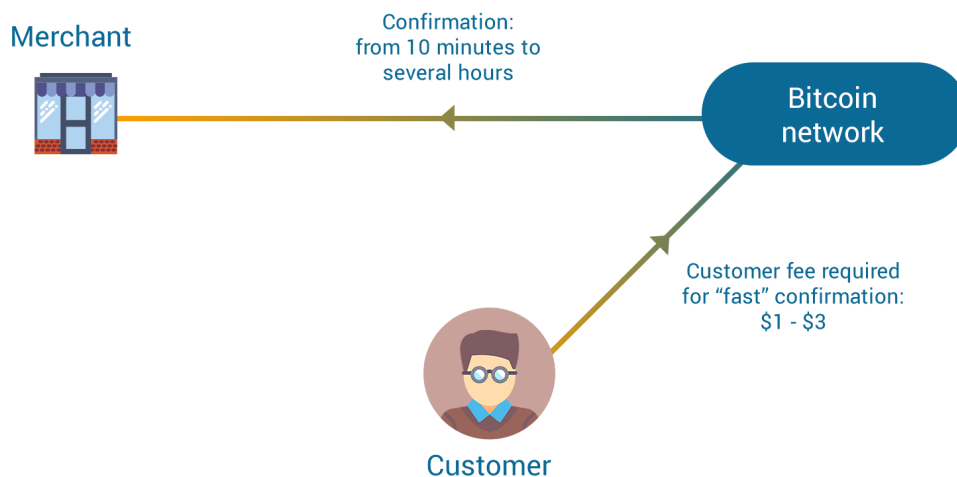 Merchant
Confirmation:
from 10 minutes to
several hours
Bitcoin
network
Customer fee required
for “fast” confirmation:
$1 - $3
Customer